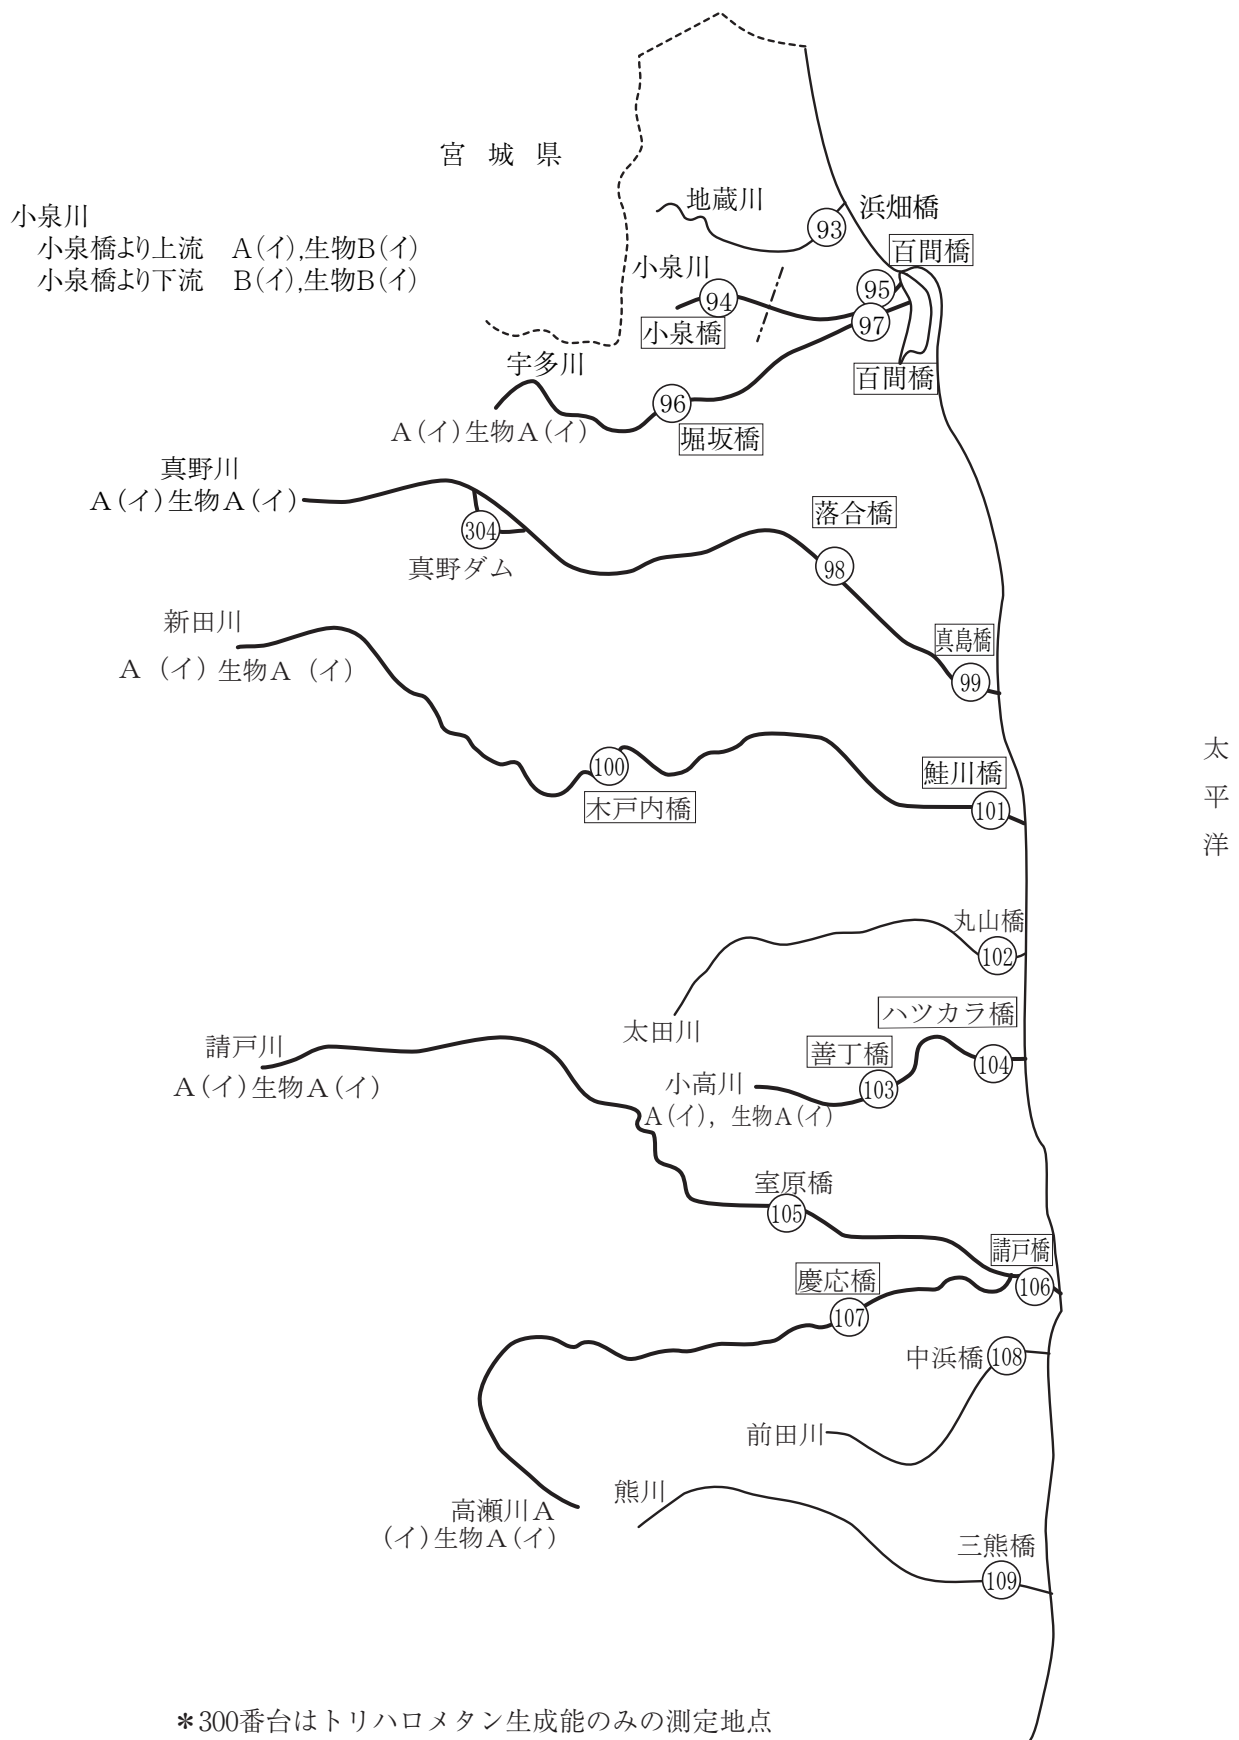 宮城県
地蔵川
浜畑橋
93
小泉川
小泉橋より上流 A(イ),生物B(イ)
小泉橋より下流 B(イ),生物B(イ)
百間橋
小泉川
95
94
97
小泉橋
宇多川
百間橋
96
A(イ)生物A(イ)
堀坂橋
真野川
A(イ)生物A(イ)
落合橋
304
真野ダム
98
新田川
A (イ)生物A (イ)
真島橋
99
太平洋
100
鮭川橋
木戸内橋
101
丸山橋
102
太田川
ハツカラ橋
請戸川
A(イ)生物A(イ)
善丁橋
104
小高川
103
A(イ), 生物A(イ)
室原橋
105
請戸橋
慶応橋
106
107
中浜橋
108
前田川
熊川
高瀬川A
(イ)生物A(イ)
三熊橋
109
*300番台はトリハロメタン生成能のみの測定地点